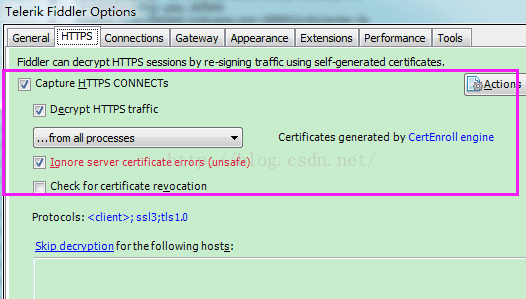 Telerik Fiddler Options
General HTTPS Connections Gateway Appearance Extensions Performance Tools
Fiddler can decrypt HTTPS sessions by re-signing traffic using self-generated certificates.
Capture HTTPS CONNECTs Actions
Decrypt HTTPS traffic
...from all processes Certificates generated by CertEnroll engine
http://blog.csdn.net/
Ignore server certificate errors (unsafe)
Check for certificate revocation
Protocols: <client>; ssl3;tls1.0
Skip decryption for the following hosts: